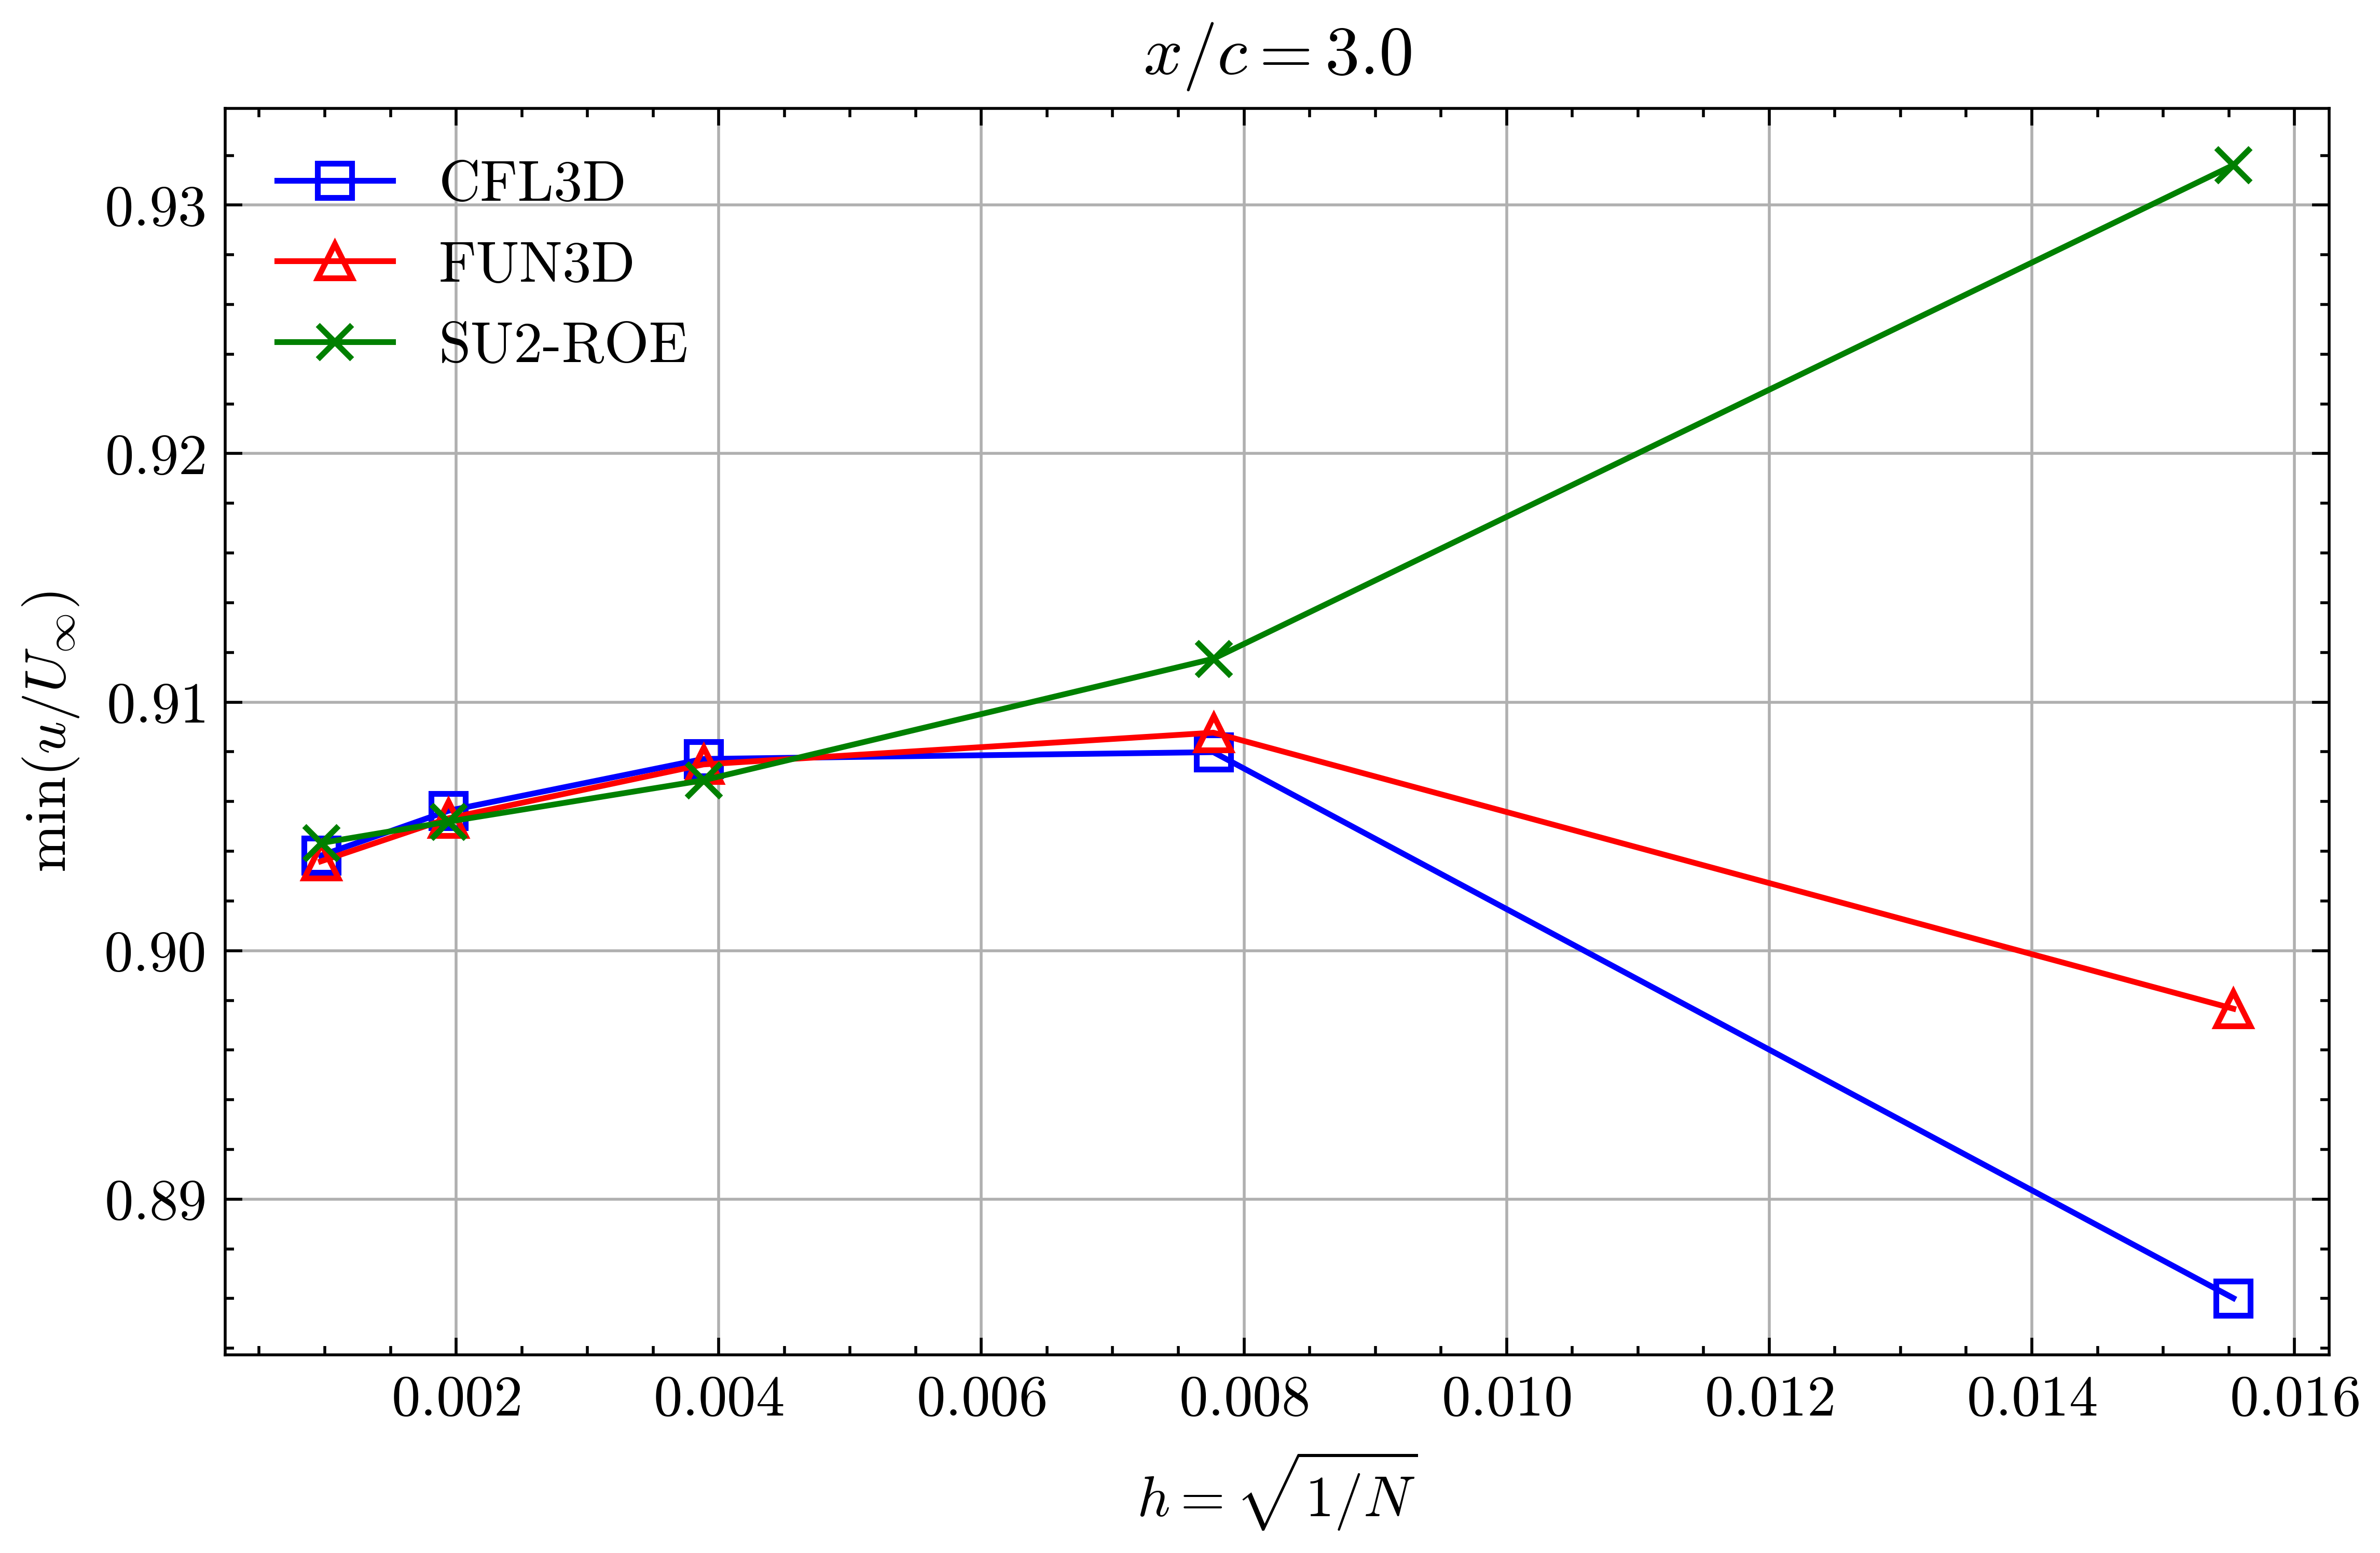 x/c = 3.0
CFL3D
FUN3D
SU2-ROE
0.93
0.92
0.91
0.90
0.89
min(u/U∞)
0.002 0.004 0.006 0.008 0.010 0.012 0.014 0.016
h = √1/N